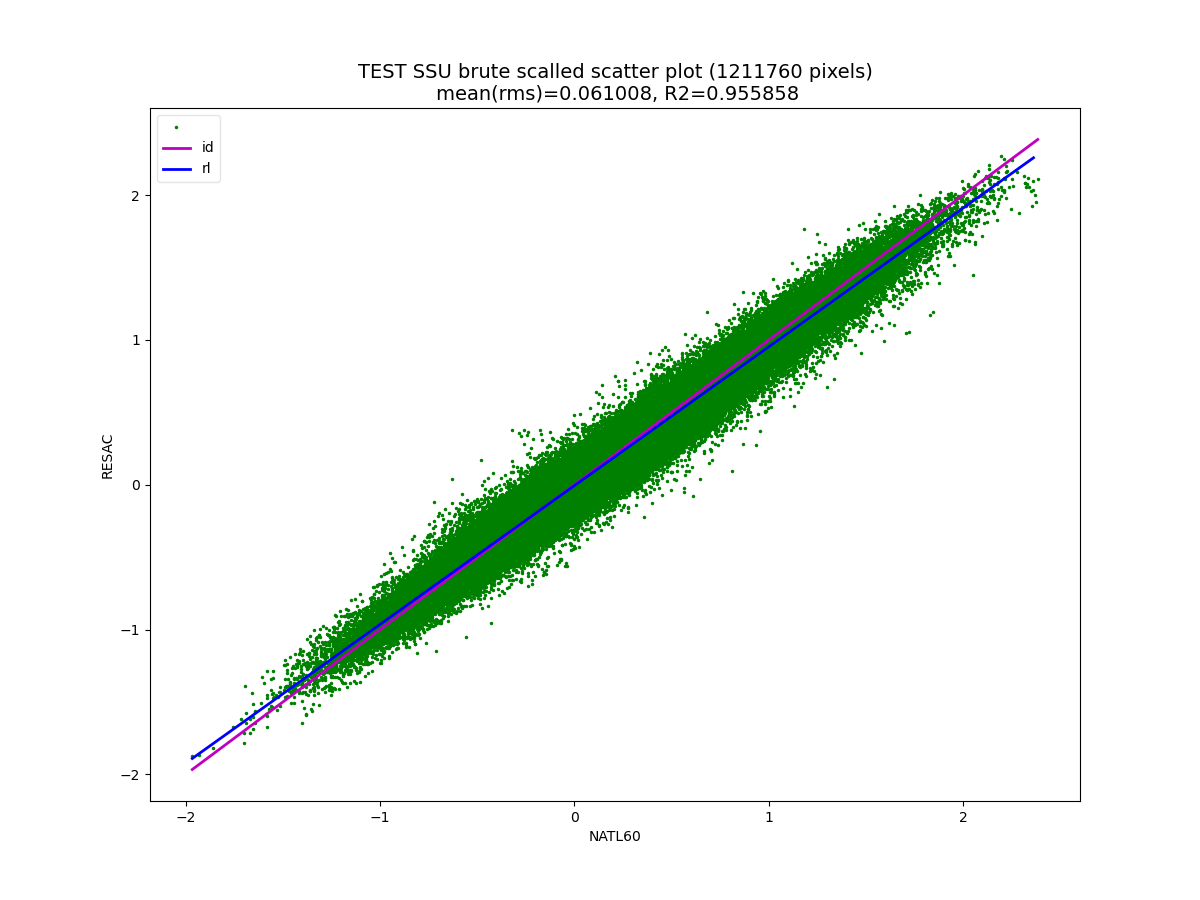 TEST SSU brute scalled scatter plot (1211760 pixels)
mean(rms)=0.061008, R2=0.955858
id
rl
2
1
0
−1
−2
RESAC
−2
−1
0
1
2
NATL60